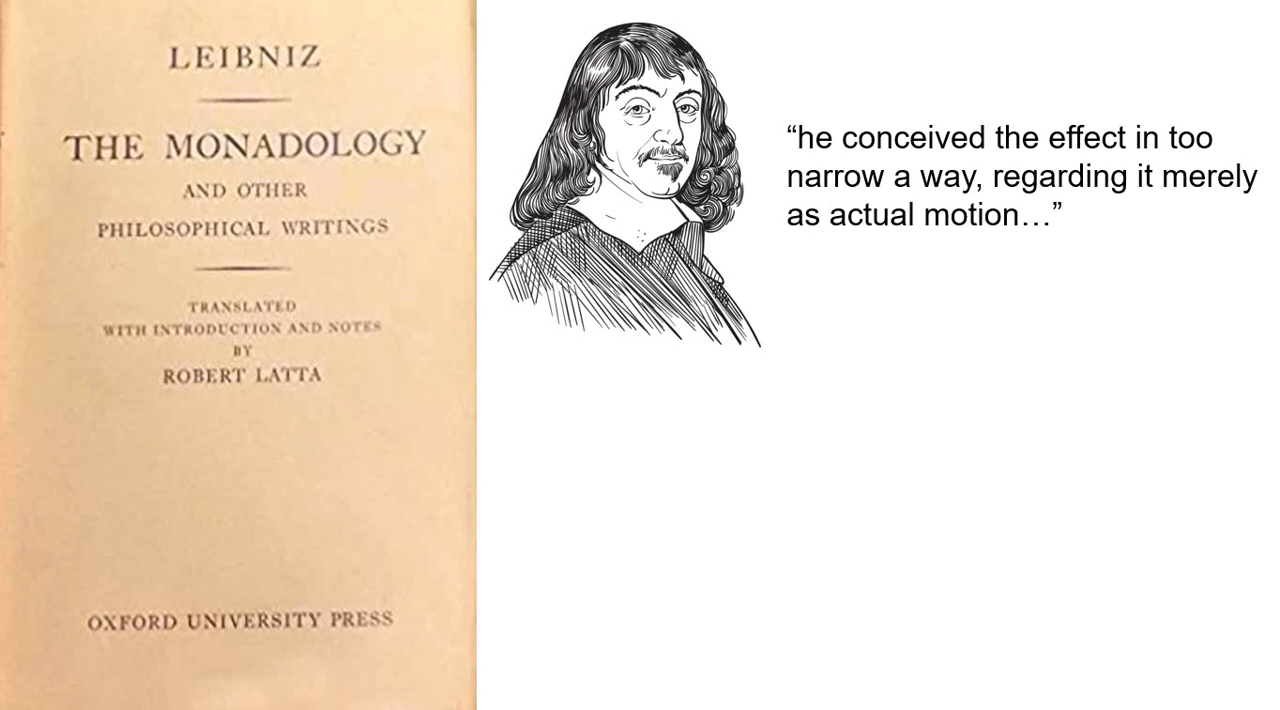 LEIBNIZ
THE MONADOLOGY
AND OTHER
PHILOSOPHICAL WRITINGS
TRANSLATED
WITH INTRODUCTION AND NOTES
BY
ROBERT LATTA
OXFORD UNIVERSITY PRESS
“he conceived the effect in too
narrow a way, regarding it merely
as actual motion…”